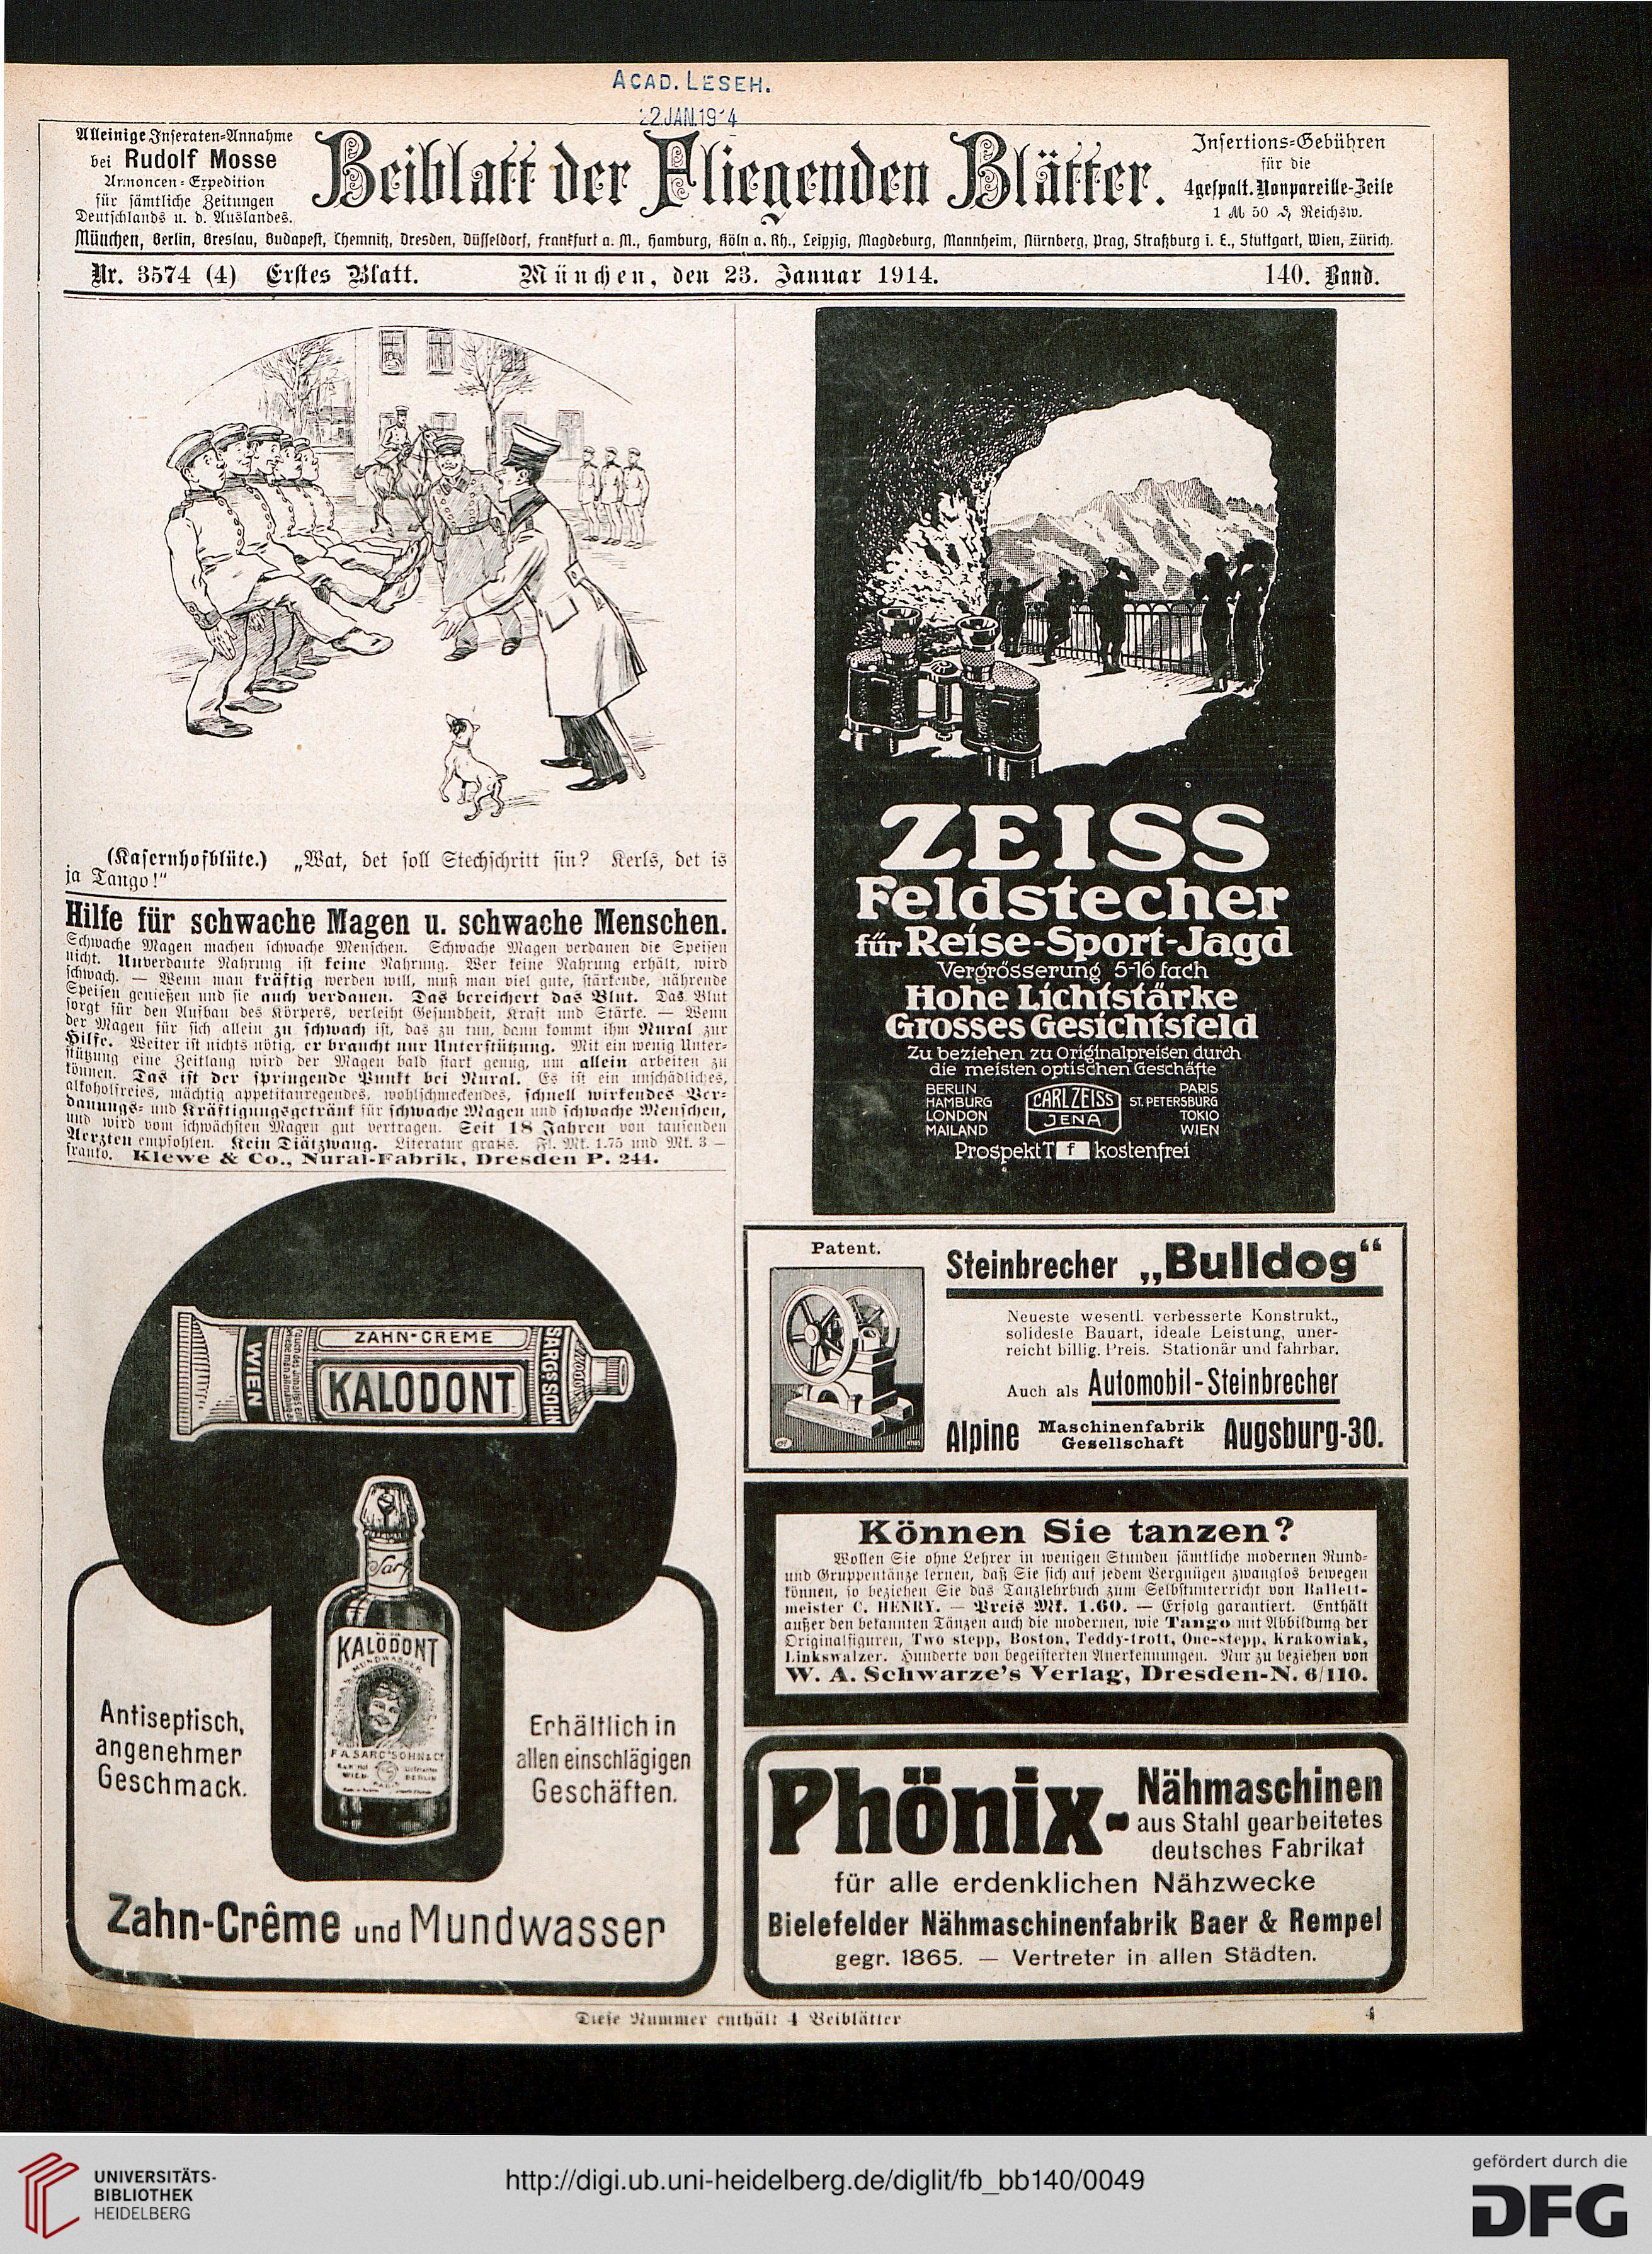 ACAD. LESEH.
22 JAN 1914
Alleinige Inseraten-Annahme
bei Rudolf Mosse
Annoncen-Expedition
für sämtliche Zeitungen
Deutschlands u. d. Auslandes.
Beiblatt der Fliegenden Blätter.
Insertions-Gebühren
für die
4gespalt. Nonpareille-Zeile
1 M 50 ₰ Reichsw.
München, Berlin, Breslau, Budapest, Chemnitz, Dresden, Düsseldorf, Frankfurt a. M., Hamburg, Köln a. Rh., Leipzig, Magdeburg, Mannheim, Nürnberg, Prag, Straßburg i. E., Stuttgart, Wien, Zürich.
Nr. 3574 (4) Erstes Blatt. München, den 23. Januar 1914. 140. Band.
(Kasernhofblüte.) „Wat, det soll Stechschritt sin? Kerls, det is
ja Tango!“
Hilfe für schwache Magen u. schwache Menschen.
Schwache Magen machen schwache Menschen. Schwache Magen verdauen die Speisen
nicht. Unverdaute Nahrung ist keine Nahrung. Wer keine Nahrung erhält, wird
schwach. — Wenn man kräftig werden will, muß man viel gute, stärkende, nährende
Speisen genießen und sie auch verdauen. Das bereichert das Blut. Das Blut
sorgt für den Aufbau des Körpers, verleiht Gesundheit, Kraft und Stärke. — Wenn
der Magen für sich allein zu schwach ist, das zu tun, dann kommt ihm Nural zur
Hilfe. Weiter ist nichts nötig, er braucht nur Unterstützung. Mit ein wenig Unter-
stützung eine Zeitlang wird der Magen bald stark genug, um allein arbeiten zu
können. Das ist der springende Punkt bei Nural. Es ist ein unschädliches,
alkoholfreies, mächtig appetitanregendes, wohlschmeckendes, schnell wirkendes Ver-
dauungs- und Kräftigungsgetränk für schwache Magen und schwache Menschen,
und wird vom schwächsten Magen gut vertragen. Seit 18 Jahren von tausenden
Aerzten empfohlen. Kein Diätzwang. Literatur gratis. Fl. Mk. 1.75 und Mk. 3 —
franko. Klewe & Co., Nural-Fabrik, Dresden P. 244.
ZAHN-CREME
WIEN
KALODONT
SARG'S SOHN
Sarg
KALODONT
MUNDWASSER
F.A. SARG'S SOHN & Co
WIEN
PARIS
BERLIN
Antiseptisch,
angenehmer
Geschmack.
Erhältlich in
allen einschlägigen
Geschäften.
Zahn-Crême und Mundwasser
ZEISS
Feldstecher
für Reise-Sport-Jagd
Vergrösserung 5-16 fach
Hohe Lichtstärke
Grosses Gesichtsfeld
Zu beziehen zu Originalpreisen durch
die meisten optischen Geschäfte
BERLIN
HAMBURG
LONDON
MAILAND
CARL ZEISS
JENA
PARIS
ST. PETERSBURG
TOKIO
WIEN
Prospekt T f kostenfrei
Patent.
Steinbrecher „Bulldog“
Neueste wesentl. verbesserte Konstrukt.,
solideste Bauart, ideale Leistung, uner-
reicht billig. Preis. Stationär und fahrbar.
Auch als Automobil-Steinbrecher
Alpine Maschinenfabrik Gesellschaft Augsburg-30.
Können Sie tanzen?
Wollen Sie ohne Lehrer in wenigen Stunden sämtliche modernen Rund-
und Gruppentänze lernen, daß Sie sich auf jedem Vergnügen zwanglos bewegen
können, so beziehen Sie das Tanzlehrbuch zum Selbstunterricht von Ballett-
meister C. HENRY. — Preis Mk. 1.60. — Erfolg garantiert. Enthält
außer den bekannten Tänzen auch die modernen, wie Tango mit Abbildung der
Originalfiguren, Two stepp, Boston, Teddy-trott, One-stepp, Krakowiak,
Linkswalzer. Hunderte von begeisterten Anerkennungen. Nur zu beziehen von
W. A. Schwarze's Verlag, Dresden-N. 6/110.
Phönix-Nähmaschinen
aus Stahl gearbeitetes
deutsches Fabrikat
für alle erdenklichen Nähzwecke
Bielefelder Nähmaschinenfabrik Baer & Rempel
gegr. 1865. — Vertreter in allen Städten.
Diese Nummer enthält 4 Beiblätter
4
UNIVERSITÄTS-
BIBLIOTHEK
HEIDELBERG
http://digi.ub.uni-heidelberg.de/diglit/fb_bb140/0049
gefördert durch die
DFG